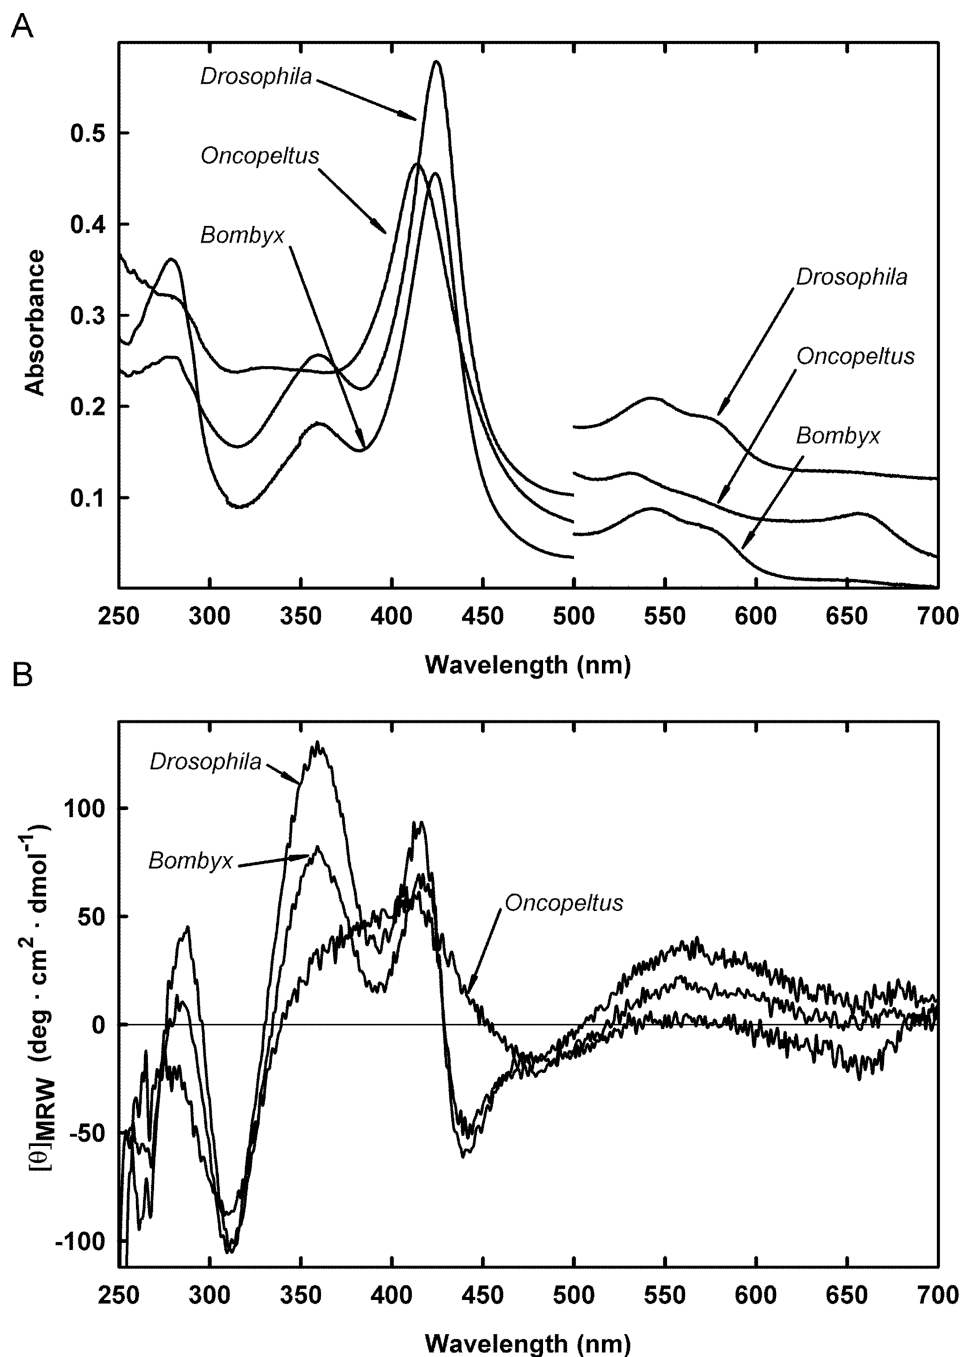 A
Drosophila
0.5
Oncopeltus
0.4
Bombyx
Absorbance
0.3
Drosophila
Oncopeltus
0.2
Bombyx
0.1
250 300 350 400 450 500 550 600 650 700
Wavelength (nm)
B
Drosophila
100
Bombyx
50
Oncopeltus
0
-50
-100
[θ]MRW (deg · cm² · dmol⁻¹)
250 300 350 400 450 500 550 600 650 700
Wavelength (nm)